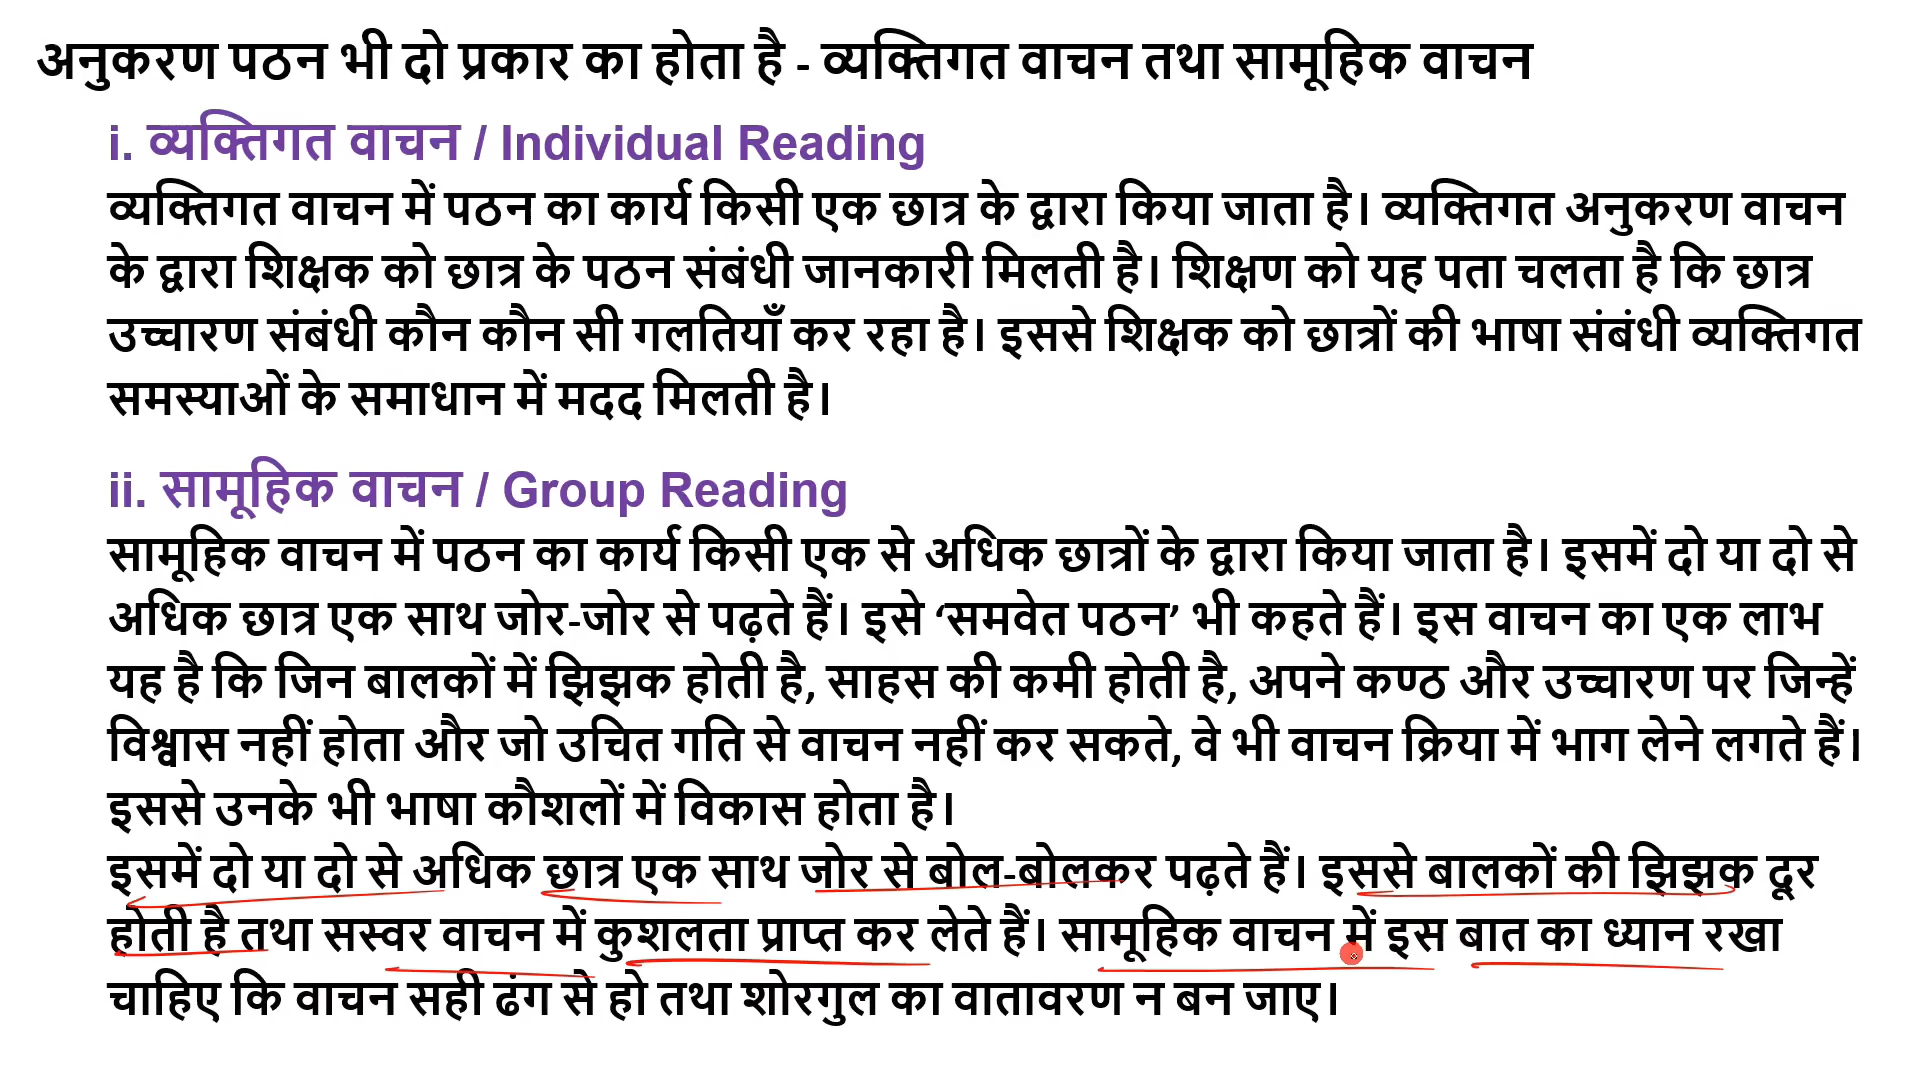 अनुकरण पठन भी दो प्रकार का होता है - व्यक्तिगत वाचन तथा सामूहिक वाचन
i. व्यक्तिगत वाचन / Individual Reading
व्यक्तिगत वाचन में पठन का कार्य किसी एक छात्र के द्वारा किया जाता है। व्यक्तिगत अनुकरण वाचन
के द्वारा शिक्षक को छात्र के पठन संबंधी जानकारी मिलती है। शिक्षण को यह पता चलता है कि छात्र
उच्चारण संबंधी कौन कौन सी गलतियाँ कर रहा है। इससे शिक्षक को छात्रों की भाषा संबंधी व्यक्तिगत
समस्याओं के समाधान में मदद मिलती है।
ii. सामूहिक वाचन / Group Reading
सामूहिक वाचन में पठन का कार्य किसी एक से अधिक छात्रों के द्वारा किया जाता है। इसमें दो या दो से
अधिक छात्र एक साथ जोर-जोर से पढ़ते हैं। इसे ‘समवेत पठन’ भी कहते हैं। इस वाचन का एक लाभ
यह है कि जिन बालकों में झिझक होती है, साहस की कमी होती है, अपने कण्ठ और उच्चारण पर जिन्हें
विश्वास नहीं होता और जो उचित गति से वाचन नहीं कर सकते, वे भी वाचन क्रिया में भाग लेने लगते हैं।
इससे उनके भी भाषा कौशलों में विकास होता है।
इसमें दो या दो से अधिक छात्र एक साथ जोर से बोल-बोलकर पढ़ते हैं। इससे बालकों की झिझक दूर
होती है तथा सस्वर वाचन में कुशलता प्राप्त कर लेते हैं। सामूहिक वाचन में इस बात का ध्यान रखा
चाहिए कि वाचन सही ढंग से हो तथा शोरगुल का वातावरण न बन जाए।